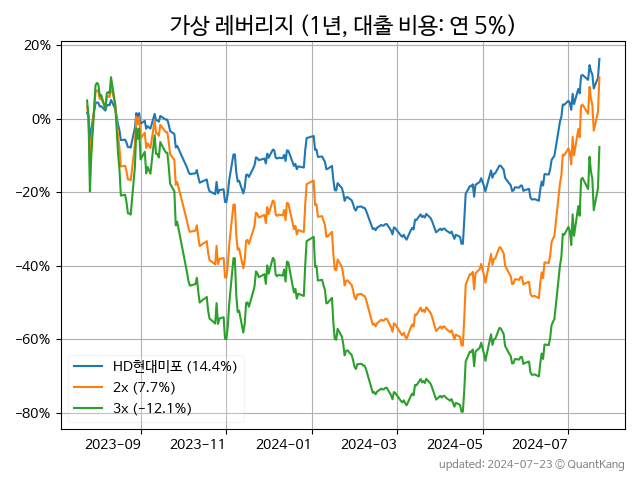 가상 레버리지 (1년, 대출 비용: 연 5%)
20%
0%
−20%
−40%
−60%
−80%
HD현대미포 (14.4%)
2x (7.7%)
3x (−12.1%)
2023-09 2023-11 2024-01 2024-03 2024-05 2024-07
updated: 2024-07-23 © QuantKang